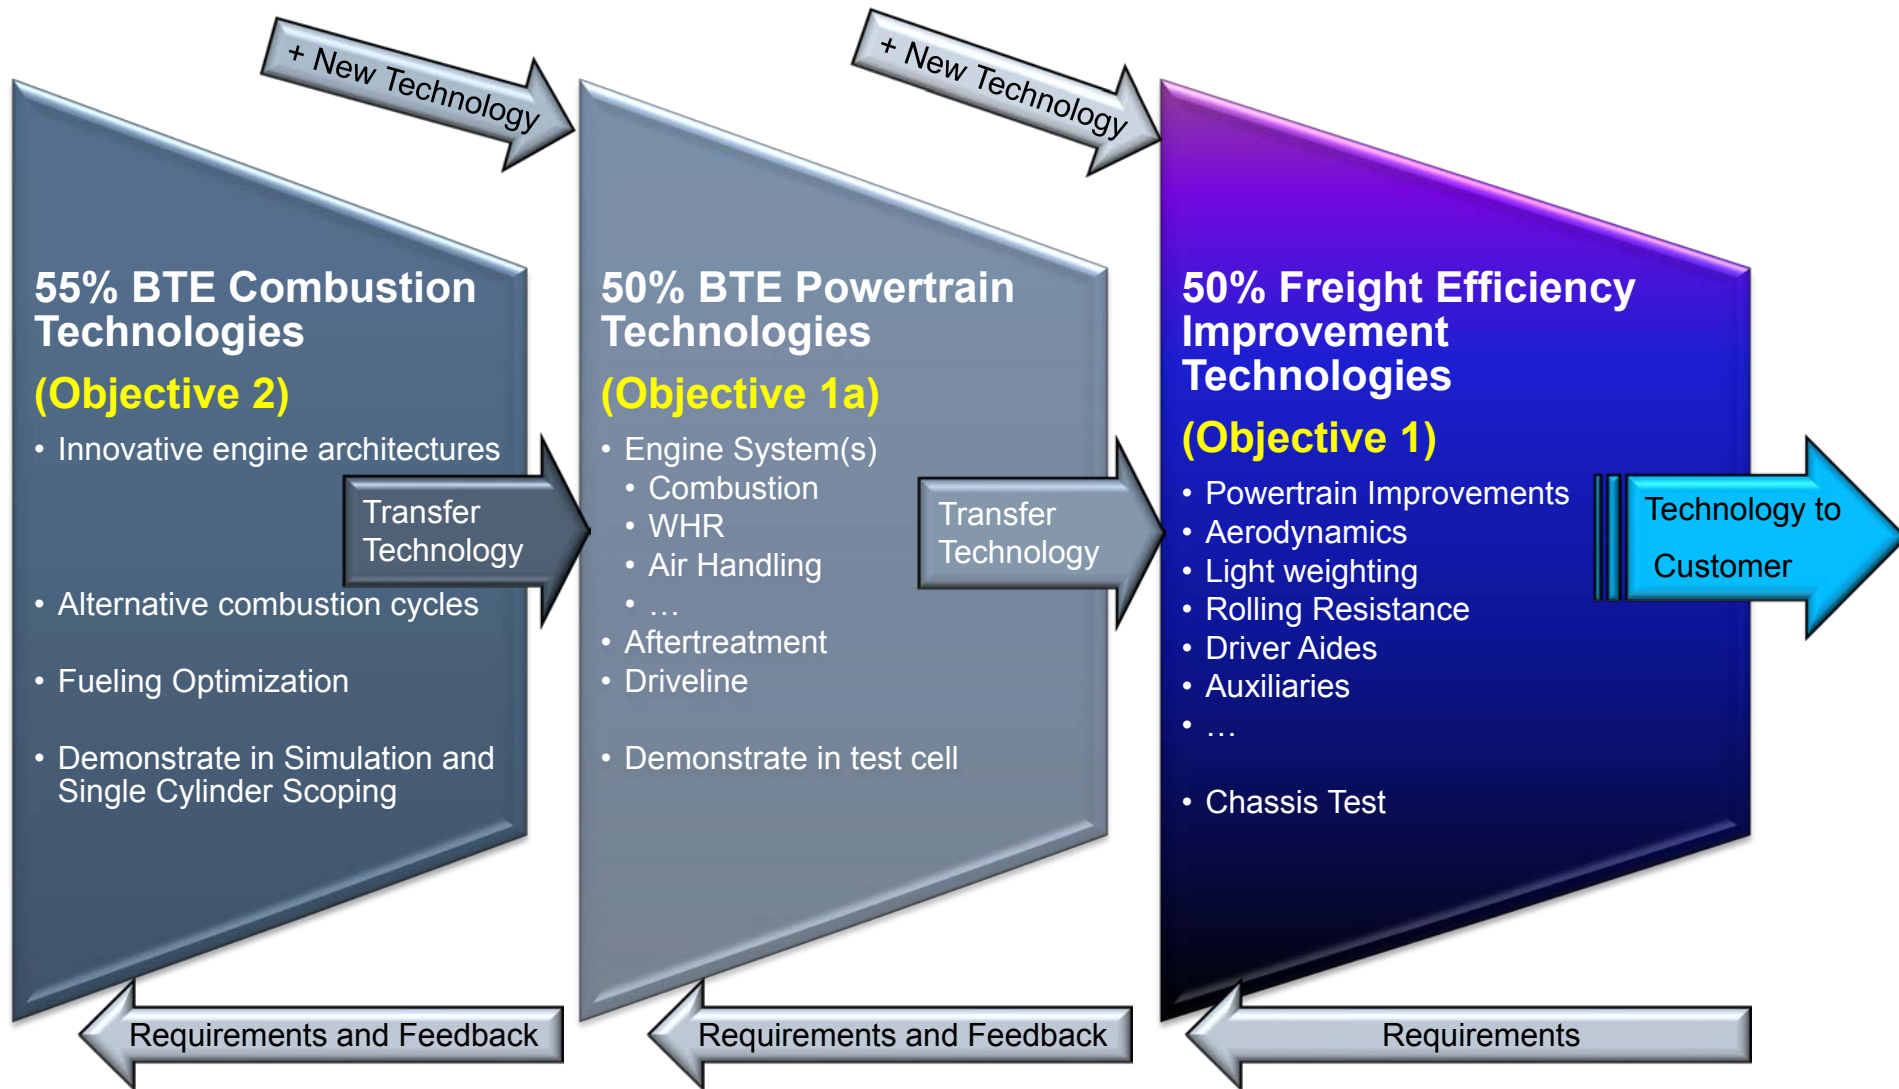 + New Technology
+ New Technology
55% BTE Combustion
Technologies
(Objective 2)
• Innovative engine architectures
• Alternative combustion cycles
• Fueling Optimization
• Demonstrate in Simulation and
Single Cylinder Scoping
Transfer
Technology
50% BTE Powertrain
Technologies
(Objective 1a)
• Engine System(s)
• Combustion
• WHR
• Air Handling
• …
• Aftertreatment
• Driveline
• Demonstrate in test cell
Transfer
Technology
50% Freight Efficiency
Improvement
Technologies
(Objective 1)
• Powertrain Improvements
• Aerodynamics
• Light weighting
• Rolling Resistance
• Driver Aides
• Auxiliaries
• …
• Chassis Test
Technology to
Customer
Requirements and Feedback
Requirements and Feedback
Requirements